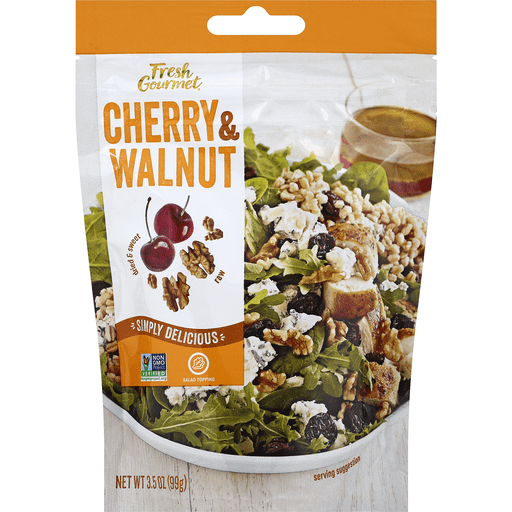 Fresh
Gourmet
CHERRY &
WALNUT
dried & sweet
raw
SIMPLY DELICIOUS
NON
GMO
Project
VERIFIED
SALAD TOPPING
serving suggestion
NET WT 3.5 OZ (99g)